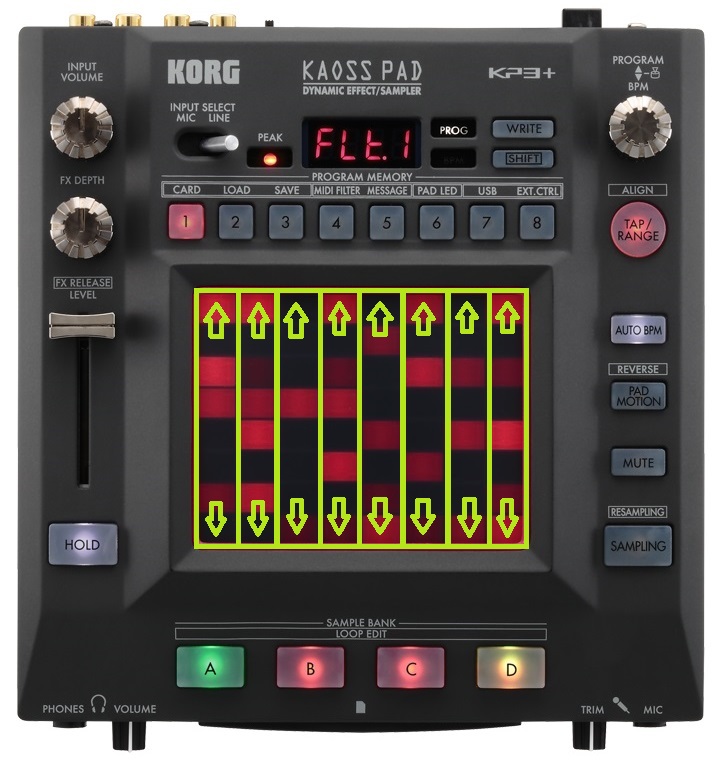 INPUT
VOLUME
KORG
KAOSS PAD
DYNAMIC EFFECT/SAMPLER
KP3+
PROGRAM
BPM
INPUT SELECT
MIC LINE
PEAK
FLt.1
PROG
WRITE
SHIFT
PROGRAM MEMORY
FX DEPTH
CARD LOAD SAVE MIDI FILTER MESSAGE PAD LED USB EXT.CTRL
1 2 3 4 5 6 7 8
ALIGN
TAP/
RANGE
FX RELEASE
LEVEL
AUTO BPM
REVERSE
PAD
MOTION
MUTE
RESAMPLING
HOLD
SAMPLING
SAMPLE BANK
LOOP EDIT
A B C D
PHONES VOLUME
TRIM MIC